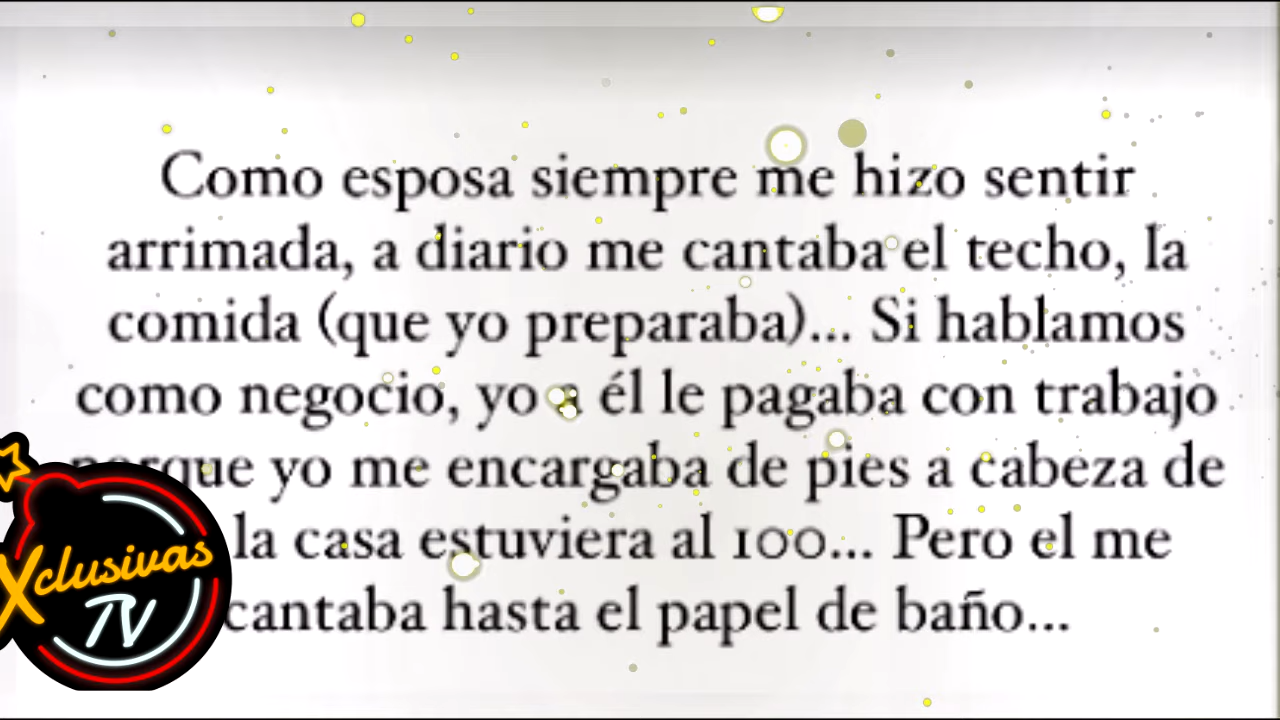 Como esposa siempre me hizo sentir
arrimada, a diario me cantaba el techo, la
comida (que yo preparaba)... Si hablamos
como negocio, yo a él le pagaba con trabajo
porque yo me encargaba de pies a cabeza de
la casa estuviera al 100... Pero el me
cantaba hasta el papel de baño...
Xclusivas
TV